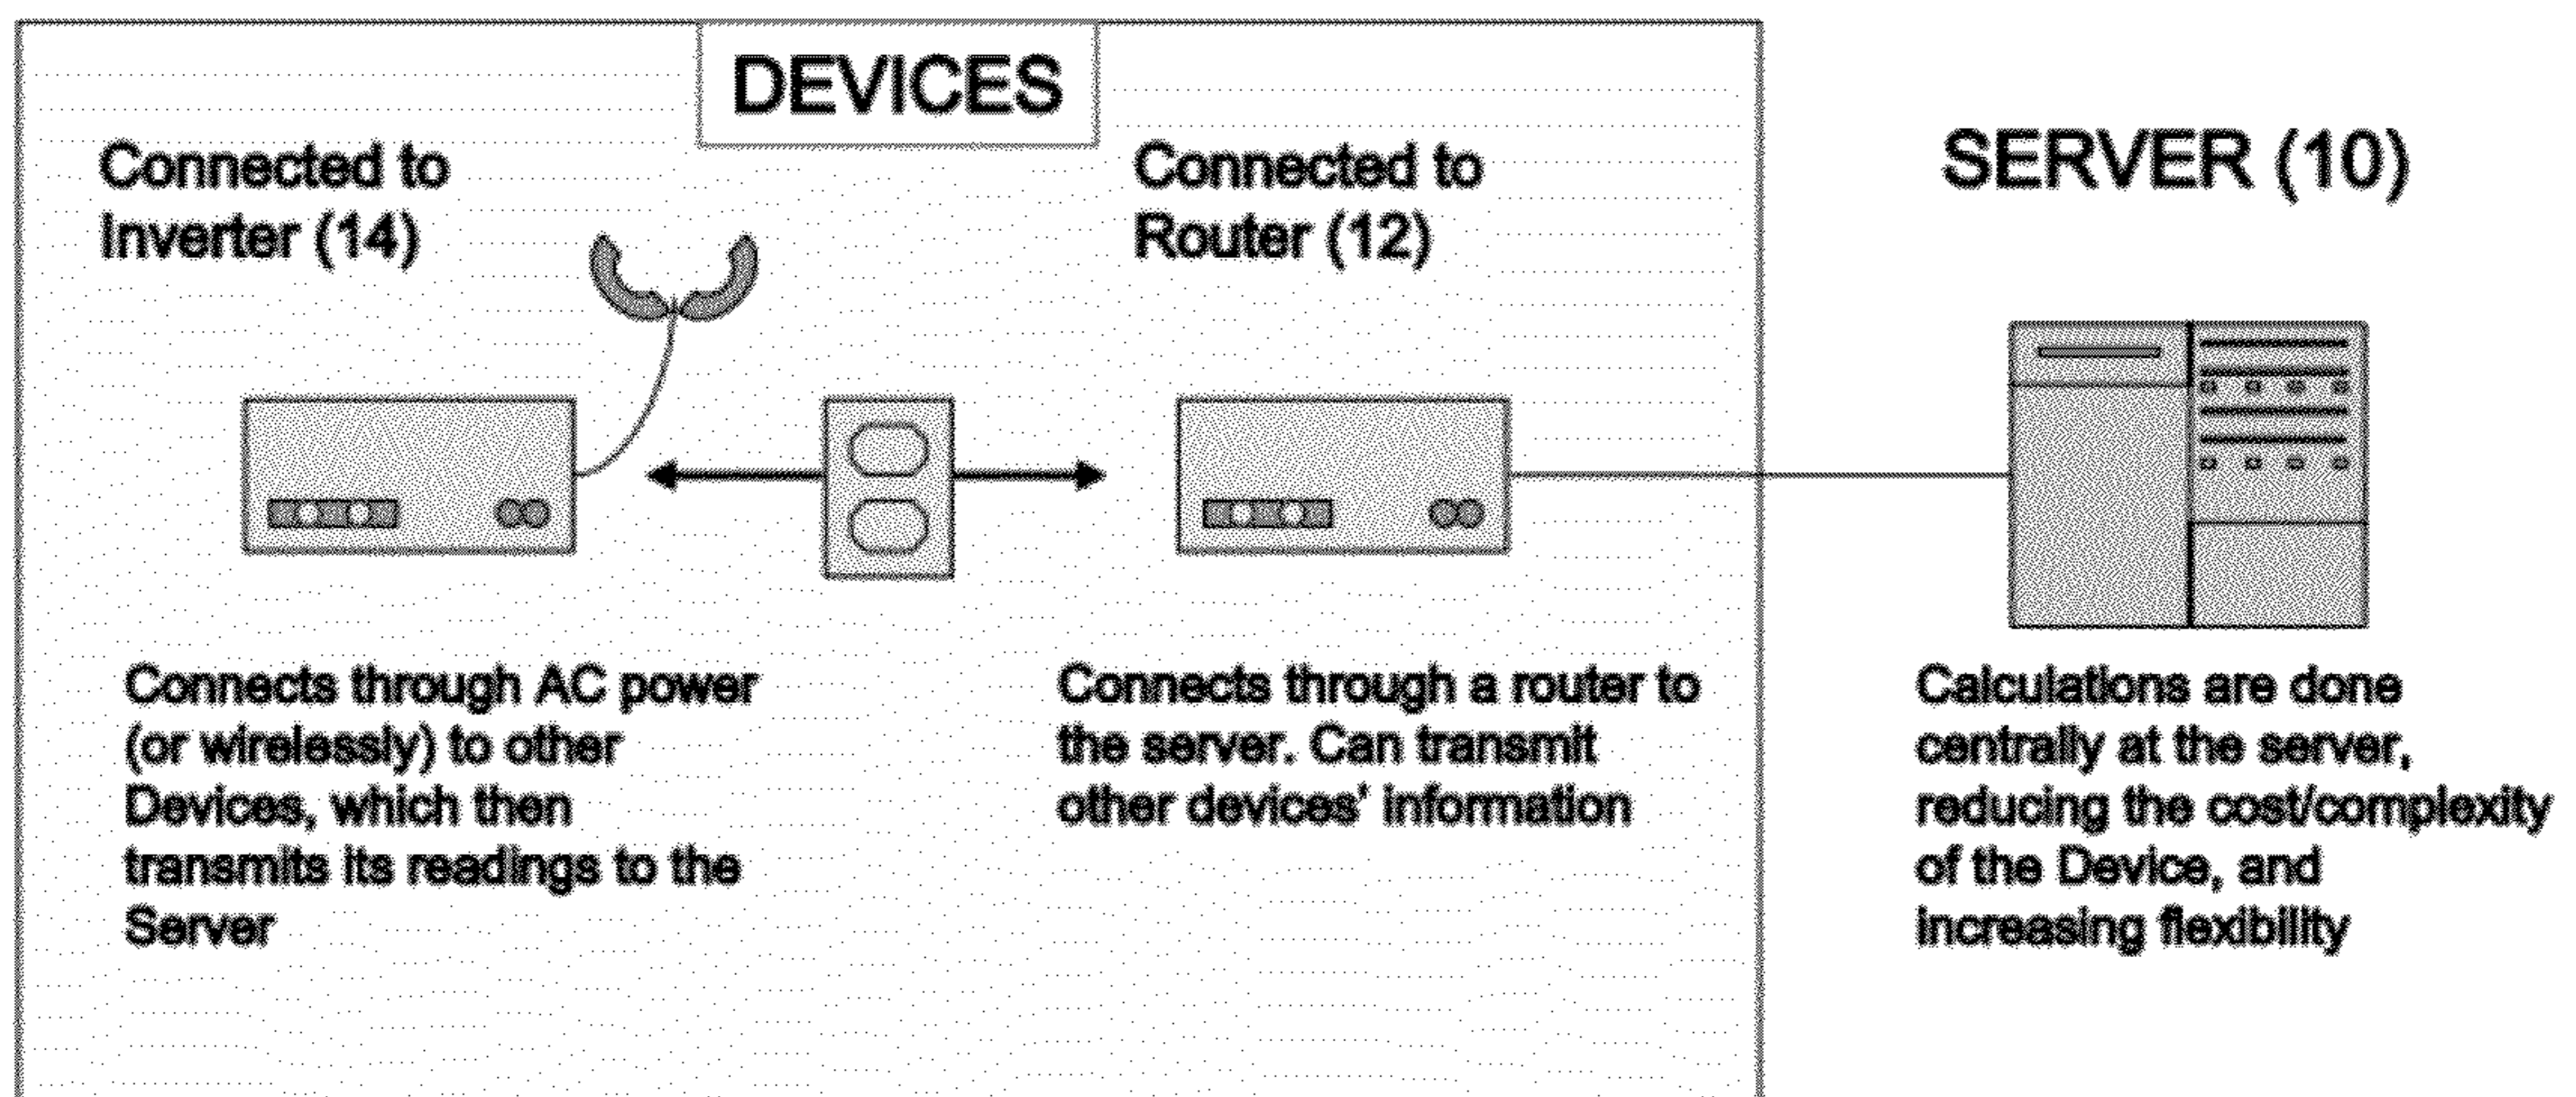 DEVICES
Connected to
Inverter (14)
Connected to
Router (12)
SERVER (10)
Connects through AC power
(or wirelessly) to other
Devices, which then
transmits its readings to the
Server
Connects through a router to
the server. Can transmit
other devices' information
Calculations are done
centrally at the server,
reducing the cost/complexity
of the Device, and
increasing flexibility